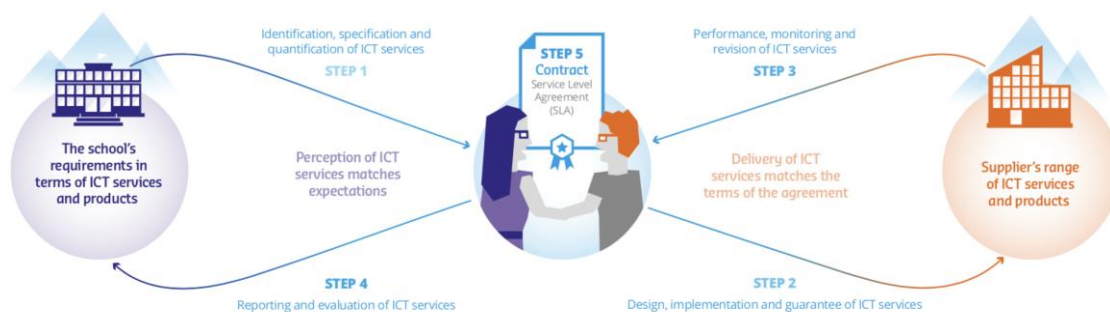 Identification, specification and
quantification of ICT services
STEP 1
STEP 5
Contract
Service Level
Agreement
(SLA)
Performance, monitoring and
revision of ICT services
STEP 3
The school's
requirements in
terms of ICT services
and products
Perception of ICT
services matches
expectations
Delivery of ICT
services matches the
terms of the agreement
Supplier's range
of ICT services
and products
STEP 4
Reporting and evaluation of ICT services
STEP 2
Design, implementation and guarantee of ICT services